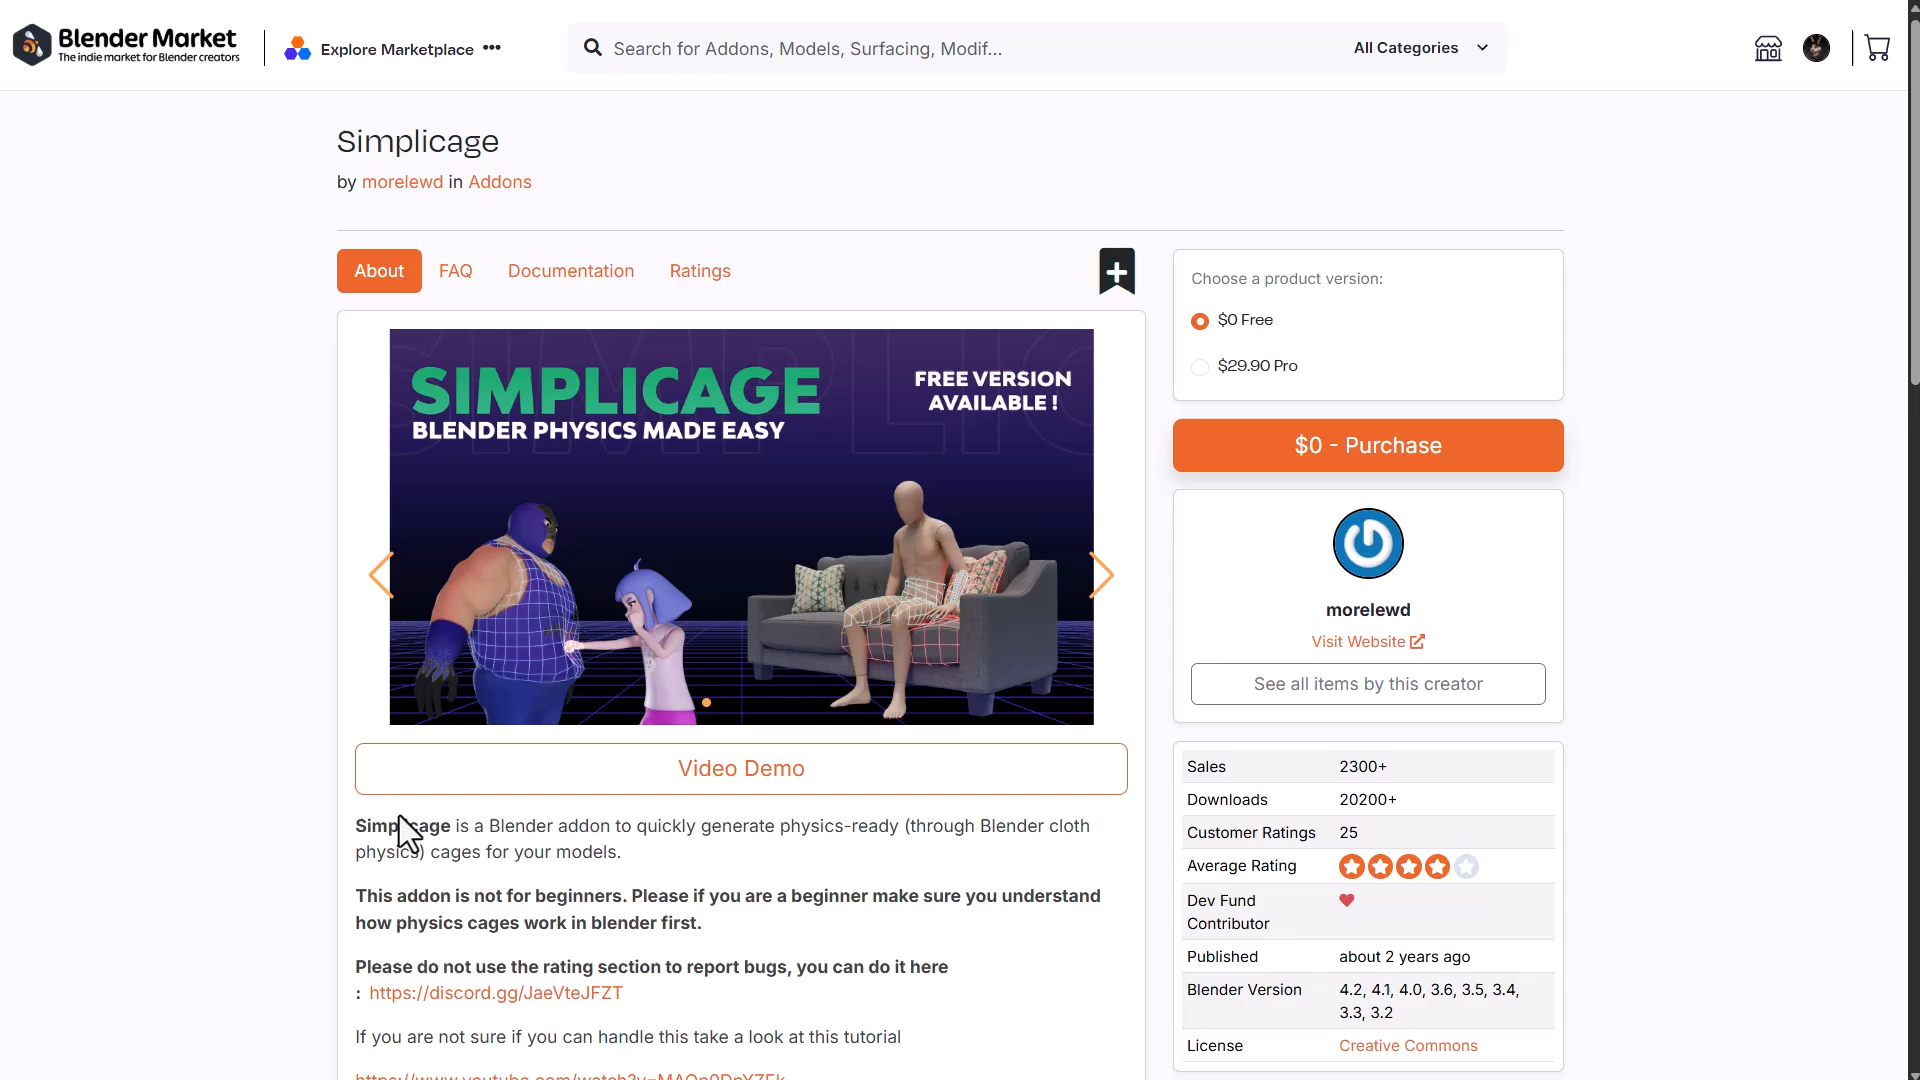 Blender Market
The indie market for Blender creators
Explore Marketplace •••
Search for Addons, Models, Surfacing, Modif...
All Categories
Simplicage
by morelewd in Addons
About
FAQ
Documentation
Ratings
SIMPLICAGE
BLENDER PHYSICS MADE EASY
FREE VERSION
AVAILABLE !
Video Demo
Simplicage is a Blender addon to quickly generate physics-ready (through Blender cloth
physics) cages for your models.
This addon is not for beginners. Please if you are a beginner make sure you understand
how physics cages work in blender first.
Please do not use the rating section to report bugs, you can do it here
: https://discord.gg/JaeVteJFZT
If you are not sure if you can handle this take a look at this tutorial
Choose a product version:
$0 Free
$29.90 Pro
$0 - Purchase
morelewd
Visit Website
See all items by this creator
Sales 2300+
Downloads 20200+
Customer Ratings 25
Average Rating
Dev Fund
Contributor
Published about 2 years ago
Blender Version 4.2, 4.1, 4.0, 3.6, 3.5, 3.4,
3.3, 3.2
License Creative Commons